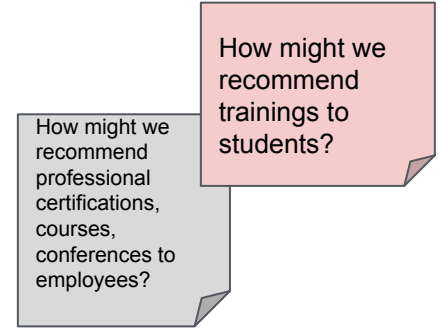 How might we
recommend
trainings to
students?
How might we
recommend
professional
certifications,
courses,
conferences to
employees?